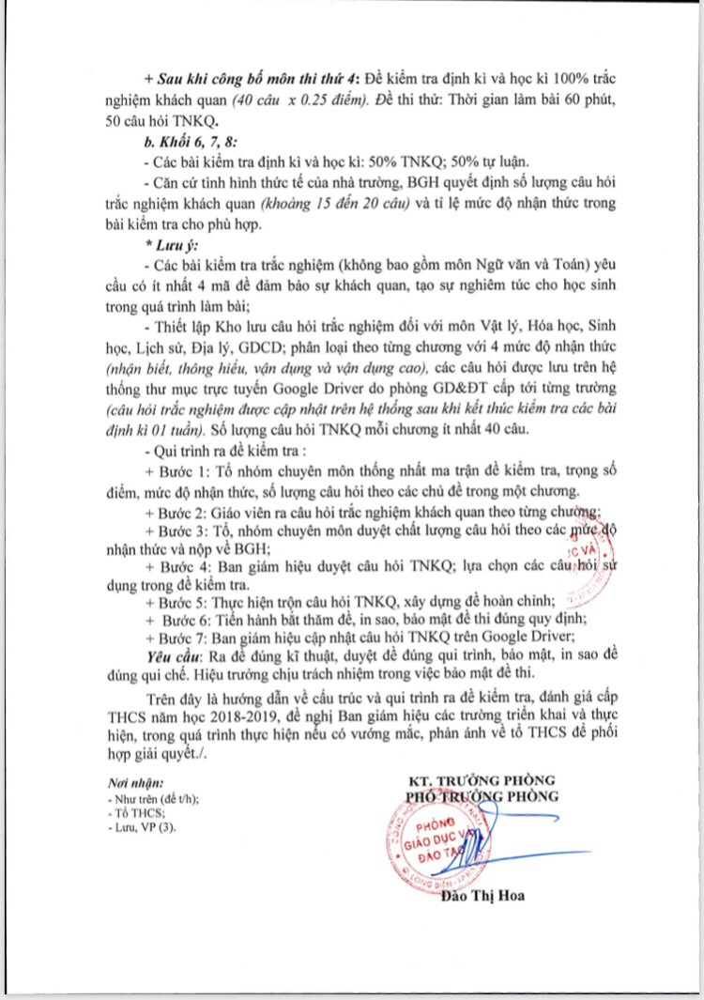 + Sau khi công bố môn thi thứ 4: Đề kiểm tra định kì và học kì 100% trắc
nghiệm khách quan (40 câu x 0.25 điểm). Đề thi thử: Thời gian làm bài 60 phút,
50 câu hỏi TNKQ.
b. Khối 6, 7, 8:
- Các bài kiểm tra định kì và học kì: 50% TNKQ; 50% tự luận.
- Căn cứ tình hình thực tế của nhà trường, BGH quyết định số lượng câu hỏi
trắc nghiệm khách quan (khoảng 15 đến 20 câu) và tỉ lệ mức độ nhận thức trong
bài kiểm tra cho phù hợp.
* Lưu ý:
- Các bài kiểm tra trắc nghiệm (không bao gồm môn Ngữ văn và Toán) yêu
cầu có ít nhất 4 mã đề đảm bảo sự khách quan, tạo sự nghiêm túc cho học sinh
trong quá trình làm bài;
- Thiết lập Kho lưu câu hỏi trắc nghiệm đối với môn Vật lý, Hóa học, Sinh
học, Lịch sử, Địa lý, GDCD; phân loại theo từng chương với 4 mức độ nhận thức
(nhận biết, thông hiểu, vận dụng và vận dụng cao), các câu hỏi được lưu trên hệ
thống thư mục trực tuyến Google Driver do phòng GD&ĐT cấp tới từng trường
(câu hỏi trắc nghiệm được cập nhật trên hệ thống sau khi kết thúc kiểm tra các bài
định kì 01 tuần). Số lượng câu hỏi TNKQ mỗi chương ít nhất 40 câu.
- Qui trình ra đề kiểm tra :
+ Bước 1: Tổ nhóm chuyên môn thống nhất ma trận đề kiểm tra, trọng số
điểm, mức độ nhận thức, số lượng câu hỏi theo các chủ đề trong một chương.
+ Bước 2: Giáo viên ra câu hỏi trắc nghiệm khách quan theo từng chương;
+ Bước 3: Tổ, nhóm chuyên môn duyệt chất lượng câu hỏi theo các mức độ
nhận thức và nộp về BGH;
+ Bước 4: Ban giám hiệu duyệt câu hỏi TNKQ; lựa chọn các câu hỏi sử
dụng trong đề kiểm tra.
+ Bước 5: Thực hiện trộn câu hỏi TNKQ, xây dựng đề hoàn chỉnh;
+ Bước 6: Tiến hành bắt thăm đề, in sao, bảo mật đề thi đúng quy định;
+ Bước 7: Ban giám hiệu cập nhật câu hỏi TNKQ trên Google Driver;
Yêu cầu: Ra đề đúng kĩ thuật, duyệt đề đúng qui trình, bảo mật, in sao đề
đúng qui chế. Hiệu trưởng chịu trách nhiệm trong việc bảo mật đề thi.
Trên đây là hướng dẫn về cấu trúc và qui trình ra đề kiểm tra, đánh giá cấp
THCS năm học 2018-2019, đề nghị Ban giám hiệu các trường triển khai và thực
hiện, trong quá trình thực hiện nếu có vướng mắc, phản ánh về tổ THCS để phối
hợp giải quyết./.
Nơi nhận:
- Như trên (để t/h);
- Tổ THCS;
- Lưu, VP (3).
KT. TRƯỞNG PHÒNG
PHÓ TRƯỞNG PHÒNG
PHÒNG
GIÁO DỤC VÀ
ĐÀO TẠO
Đào Thị Hoa